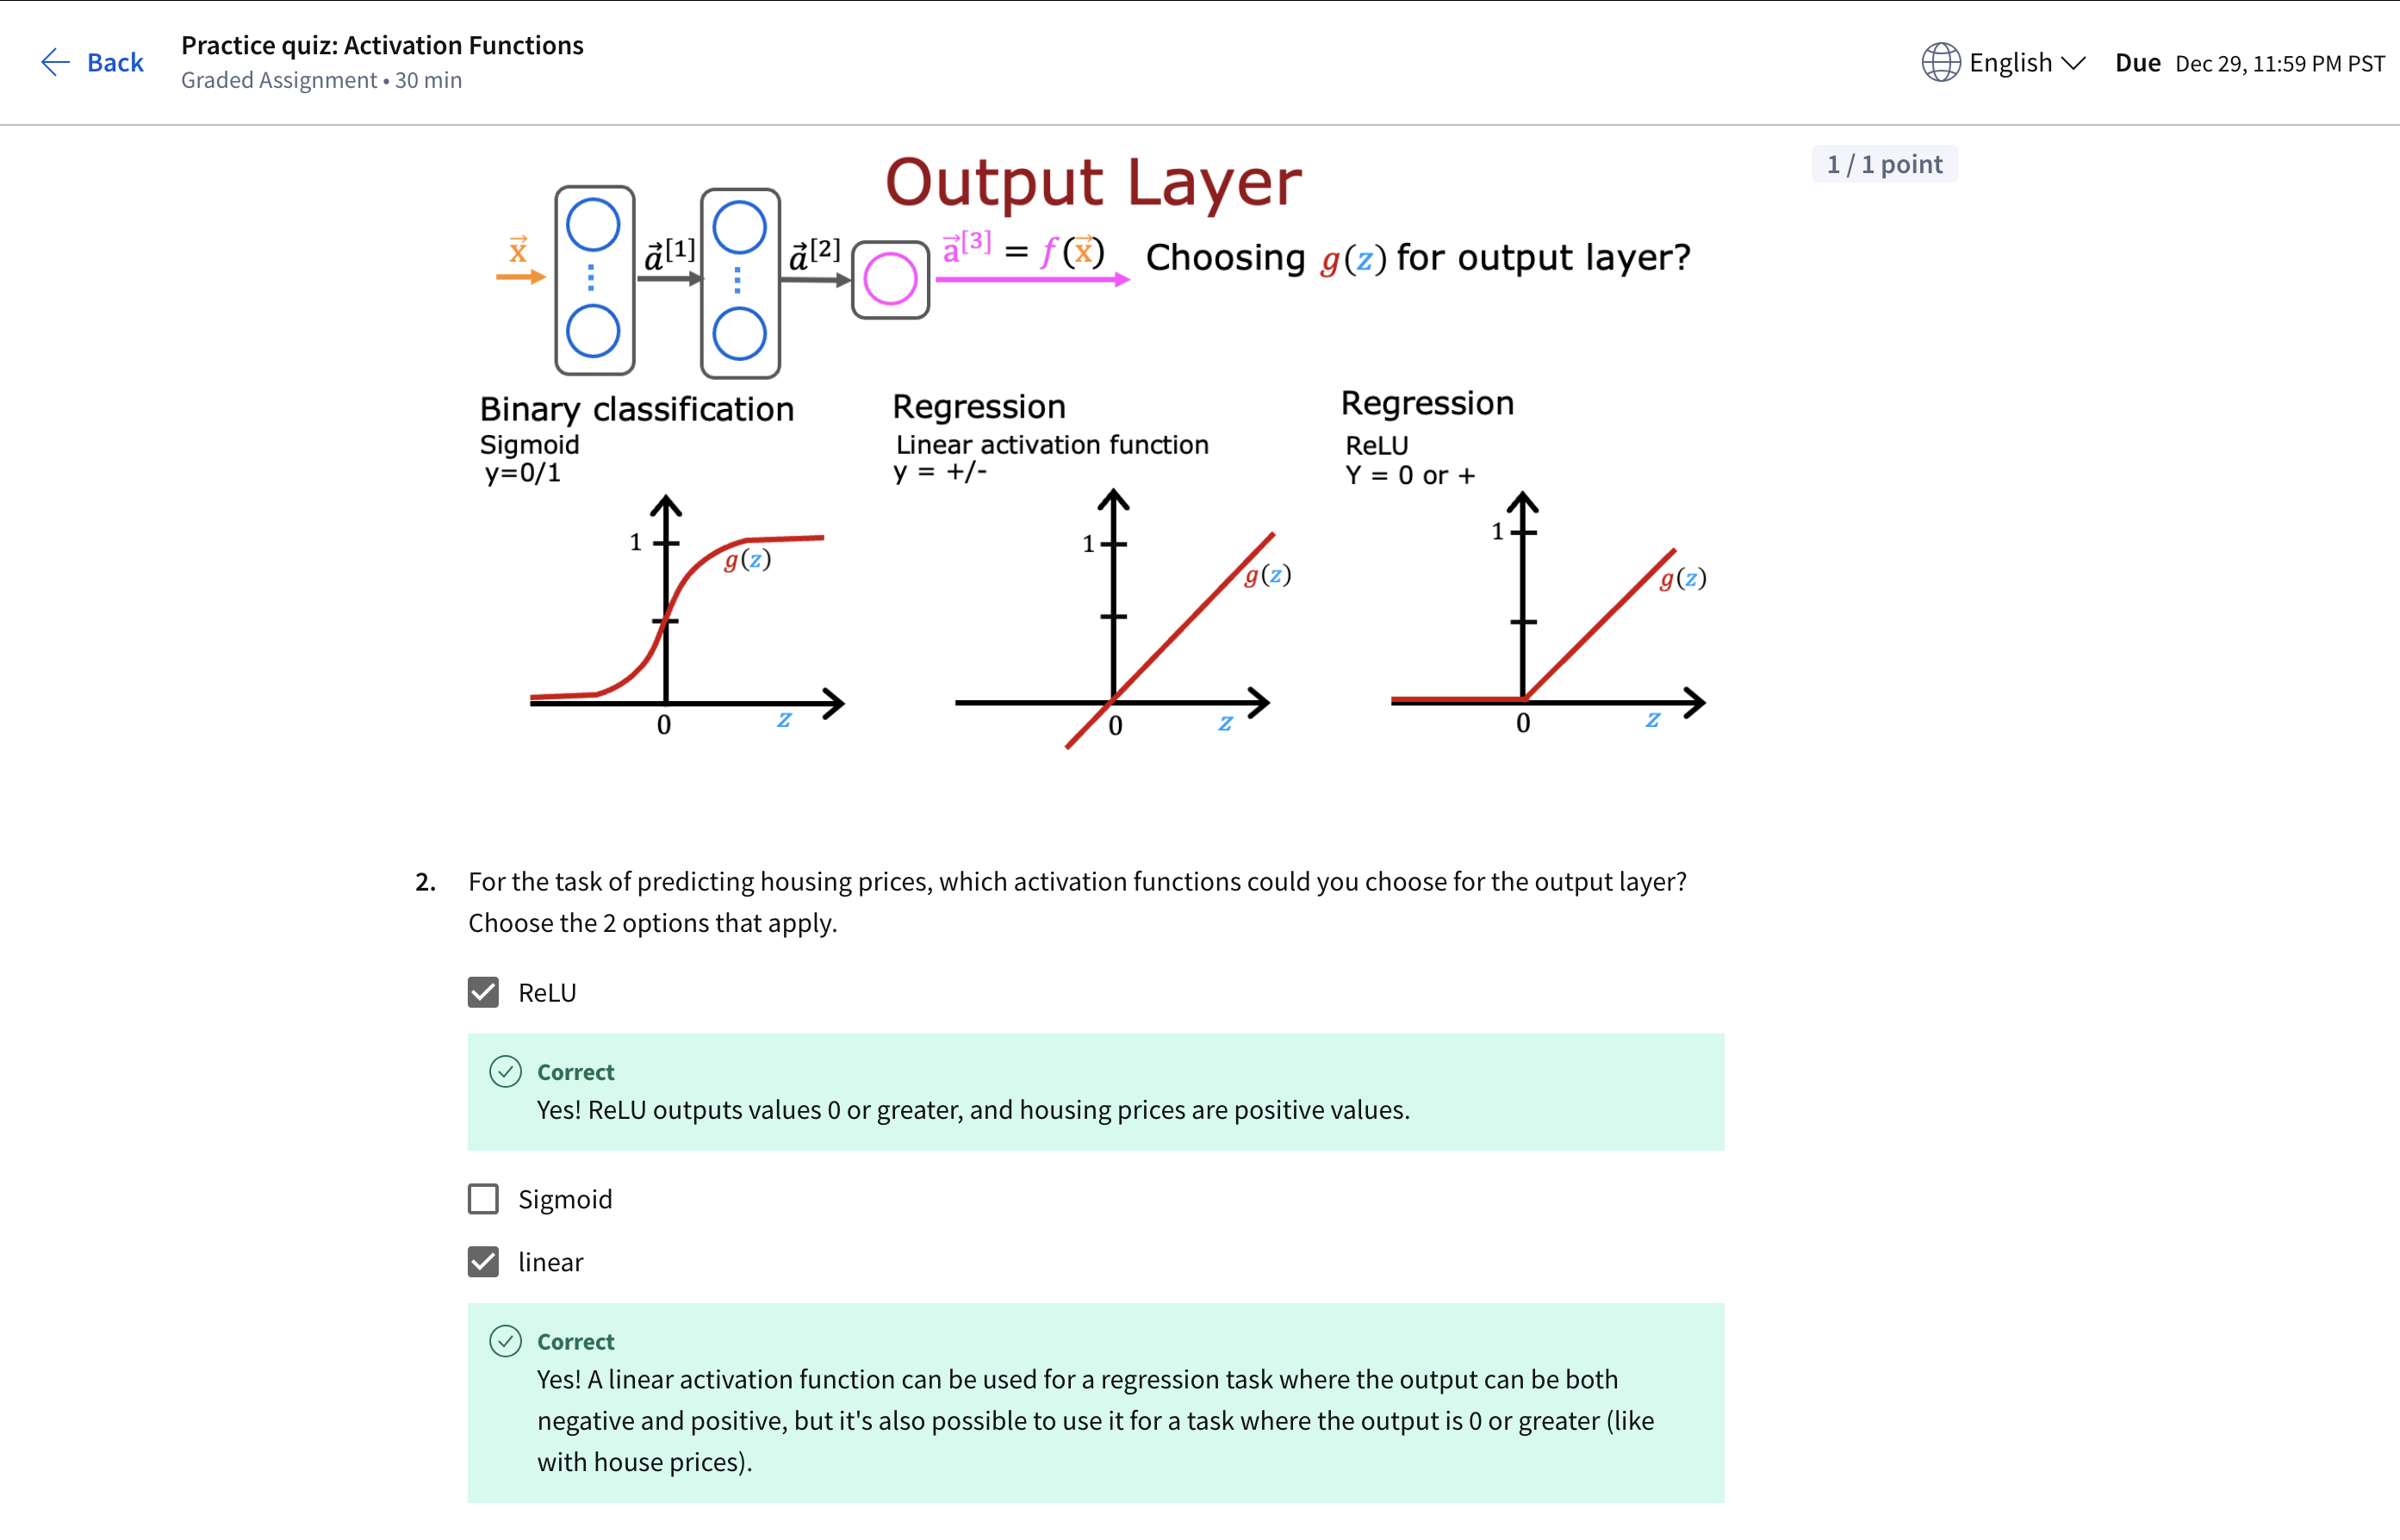 Back
Practice quiz: Activation Functions
Graded Assignment • 30 min
English
Due Dec 29, 11:59 PM PST
1 / 1 point
Output Layer
x⃗
a⃗[1]
a⃗[2]
a⃗[3] = f(x⃗)
Choosing g(z) for output layer?
Binary classification
Sigmoid
y=0/1
1
g(z)
0
z
Regression
Linear activation function
y = +/-
1
g(z)
0
z
Regression
ReLU
Y = 0 or +
1
g(z)
0
z
2. For the task of predicting housing prices, which activation functions could you choose for the output layer?
Choose the 2 options that apply.
ReLU
Correct
Yes! ReLU outputs values 0 or greater, and housing prices are positive values.
Sigmoid
linear
Correct
Yes! A linear activation function can be used for a regression task where the output can be both
negative and positive, but it's also possible to use it for a task where the output is 0 or greater (like
with house prices).